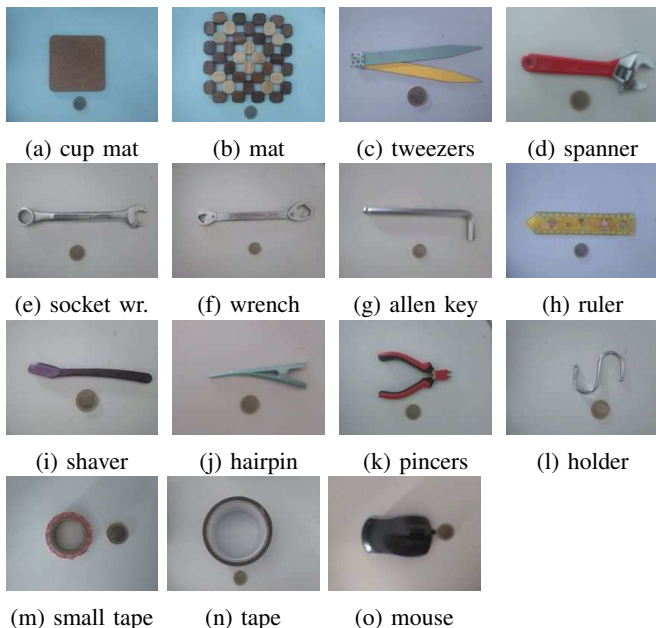 (a) cup mat (b) mat (c) tweezers (d) spanner
(e) socket wr. (f) wrench (g) allen key (h) ruler
(i) shaver (j) hairpin (k) pincers (l) holder
(m) small tape (n) tape (o) mouse